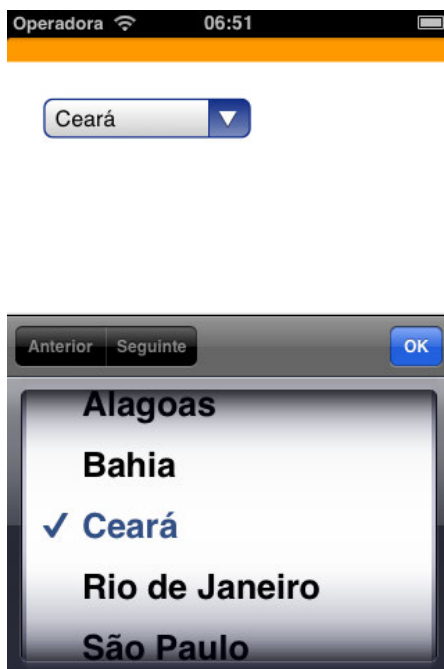 Operadora 06:51
Ceará
Anterior Seguinte OK
Alagoas
Bahia
✓ Ceará
Rio de Janeiro
São Paulo